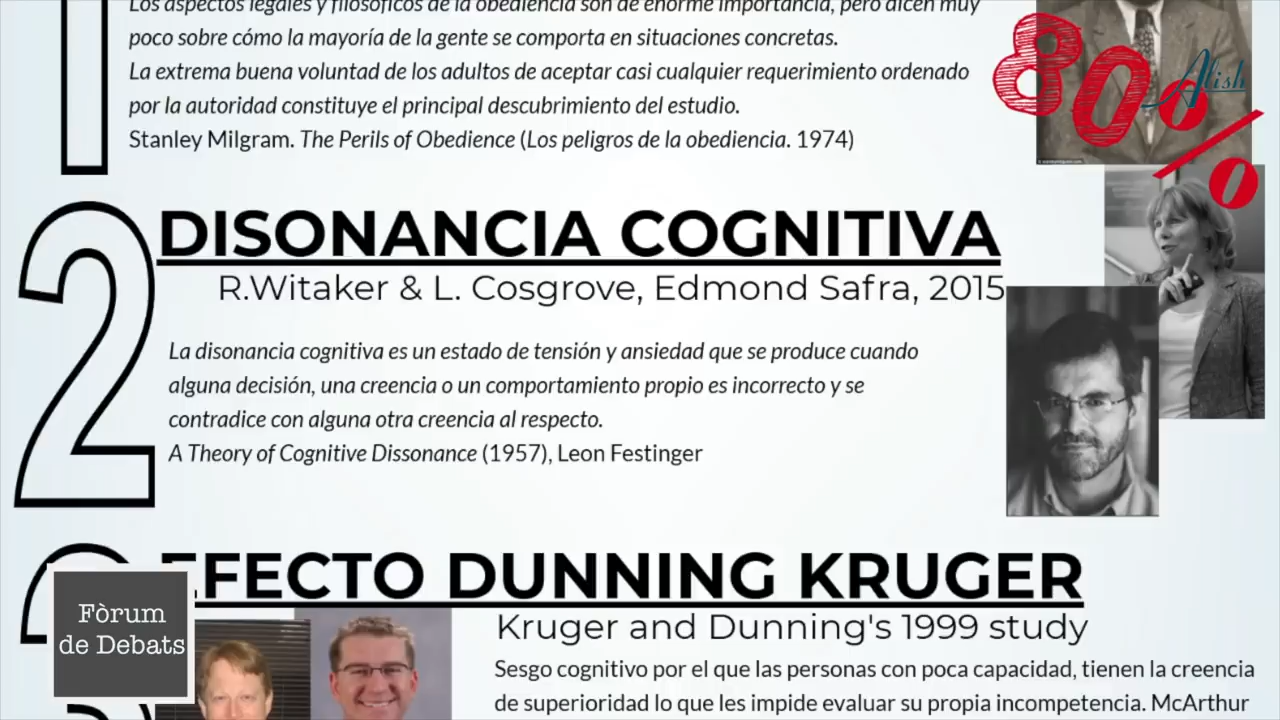 Los aspectos legales y filosóficos de la obediencia son de enorme importancia, pero dicen muy
poco sobre cómo la mayoría de la gente se comporta en situaciones concretas.
La extrema buena voluntad de los adultos de aceptar casi cualquier requerimiento ordenado
por la autoridad constituye el principal descubrimiento del estudio.
Stanley Milgram. The Perils of Obedience (Los peligros de la obediencia. 1974)
80%
Alish
2
DISONANCIA COGNITIVA
R.Witaker & L. Cosgrove, Edmond Safra, 2015
La disonancia cognitiva es un estado de tensión y ansiedad que se produce cuando
alguna decisión, una creencia o un comportamiento propio es incorrecto y se
contradice con alguna otra creencia al respecto.
A Theory of Cognitive Dissonance (1957), Leon Festinger
EFECTO DUNNING KRUGER
Kruger and Dunning's 1999 study
Sesgo cognitivo por el que las personas con poca capacidad, tienen la creencia
de superioridad lo que les impide evaluar su propia incompetencia. McArthur
Fòrum
de Debats